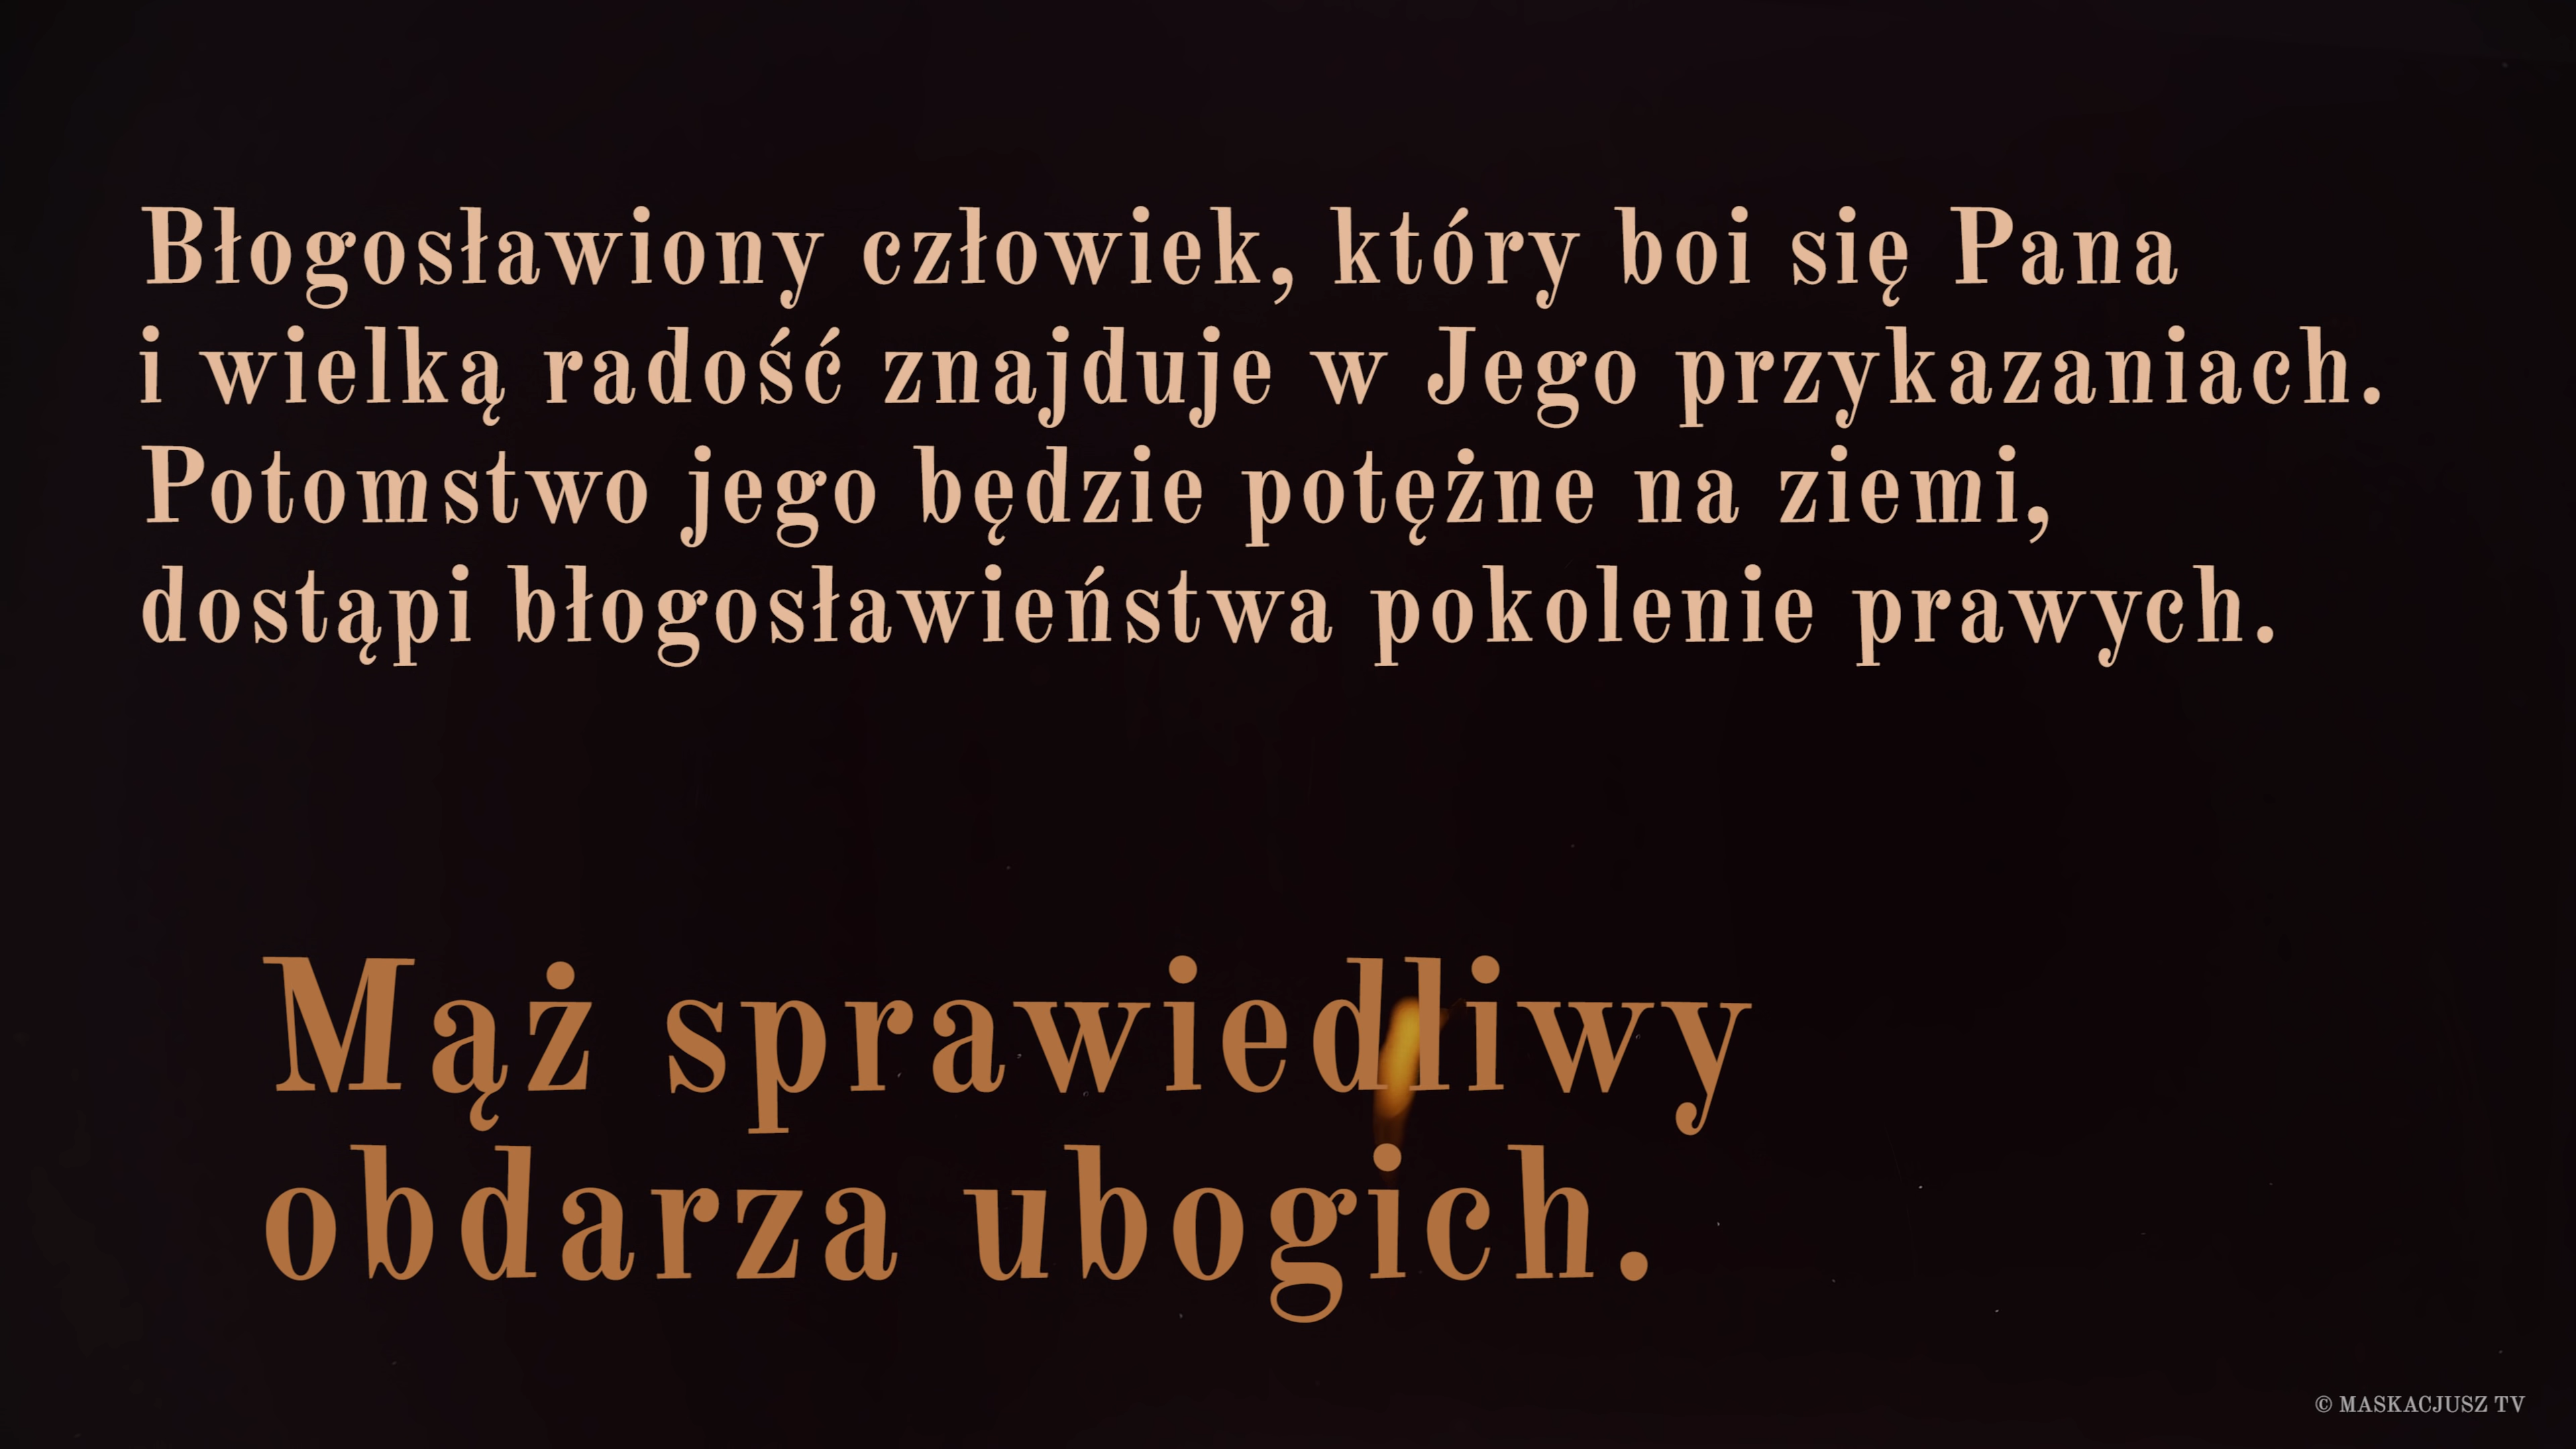 Błogosławiony człowiek, który boi się Pana
i wielką radość znajduje w Jego przykazaniach.
Potomstwo jego będzie potężne na ziemi,
dostąpi błogosławieństwa pokolenie prawych.
Mąż sprawiedliwy
obdarza ubogich.
© MASKACJUSZ TV